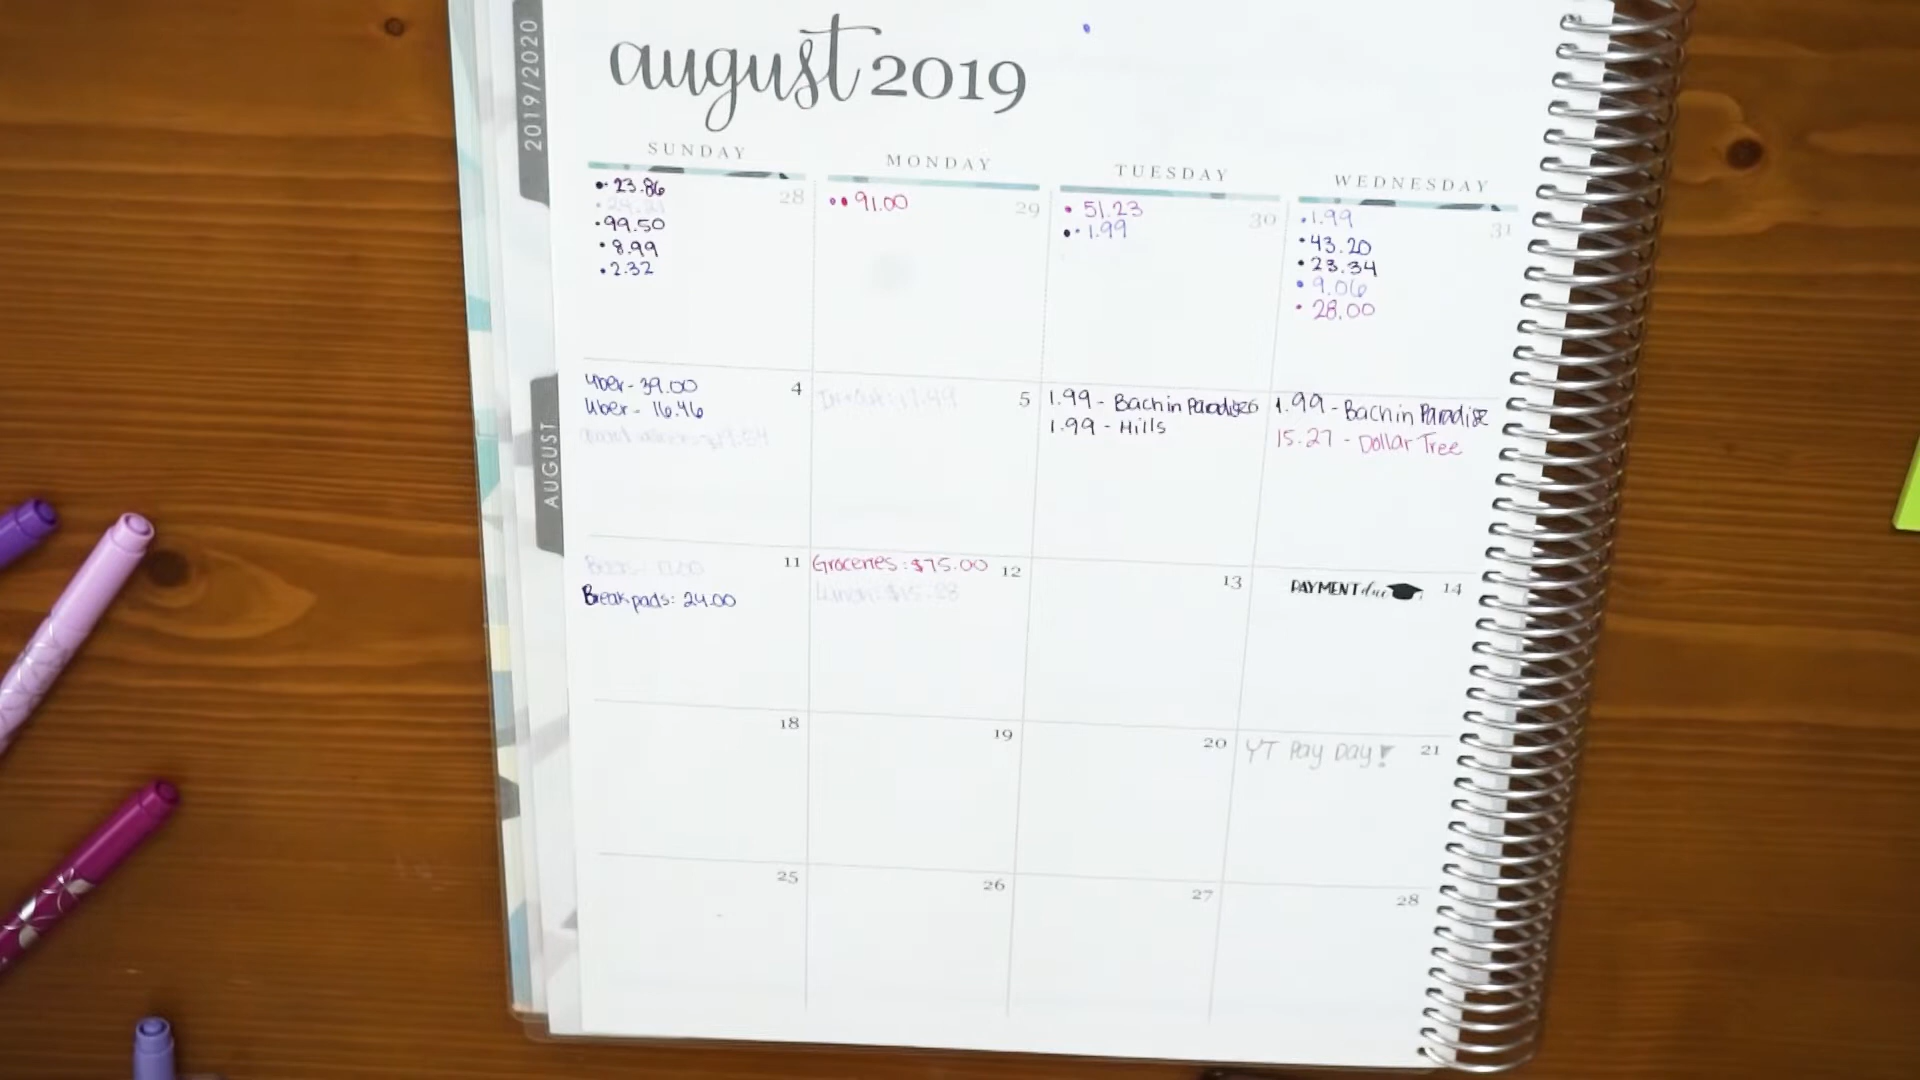 2019/2020
august 2019
SUNDAY
MONDAY
TUESDAY
WEDNESDAY
28
• 23.86
• 99.50
• 8.99
• 2.32
29
•• 91.00
30
• 51.23
•• 1.99
31
• 1.99
• 43.20
• 23.34
• 9.06
• 28.00
AUGUST
4
Uber - 39.00
Uber - 16.46
5
6
1.99 - Bach in Paradise
1.99 - Hills
1.99 - Bach in Paradise
15.27 - Dollar Tree
11
Breakpads: 24.00
12
Groceries: $75.00
13
14
PAYMENT due
18
19
20
21
YT Pay Day!
25
26
27
28